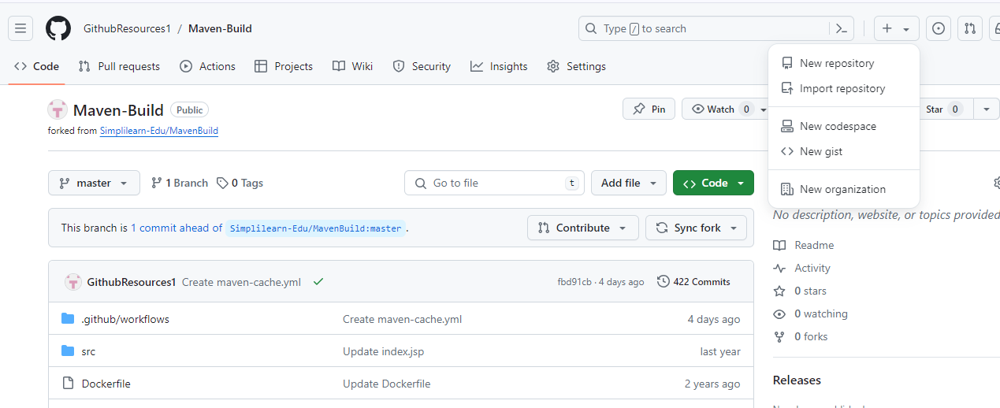 GithubResources1 / Maven-Build
Type / to search
Code Pull requests Actions Projects Wiki Security Insights Settings
New repository
Import repository
New codespace
New gist
New organization
Maven-Build Public
forked from Simplilearn-Edu/MavenBuild
Pin Watch 0 Star 0
master 1 Branch 0 Tags Go to file t Add file Code
This branch is 1 commit ahead of Simplilearn-Edu/MavenBuild:master. Contribute Sync fork
GithubResources1 Create maven-cache.yml fbd91cb · 4 days ago 422 Commits
.github/workflows Create maven-cache.yml 4 days ago
src Update index.jsp last year
Dockerfile Update Dockerfile 2 years ago
No description, website, or topics provided
Readme
Activity
0 stars
0 watching
0 forks
Releases